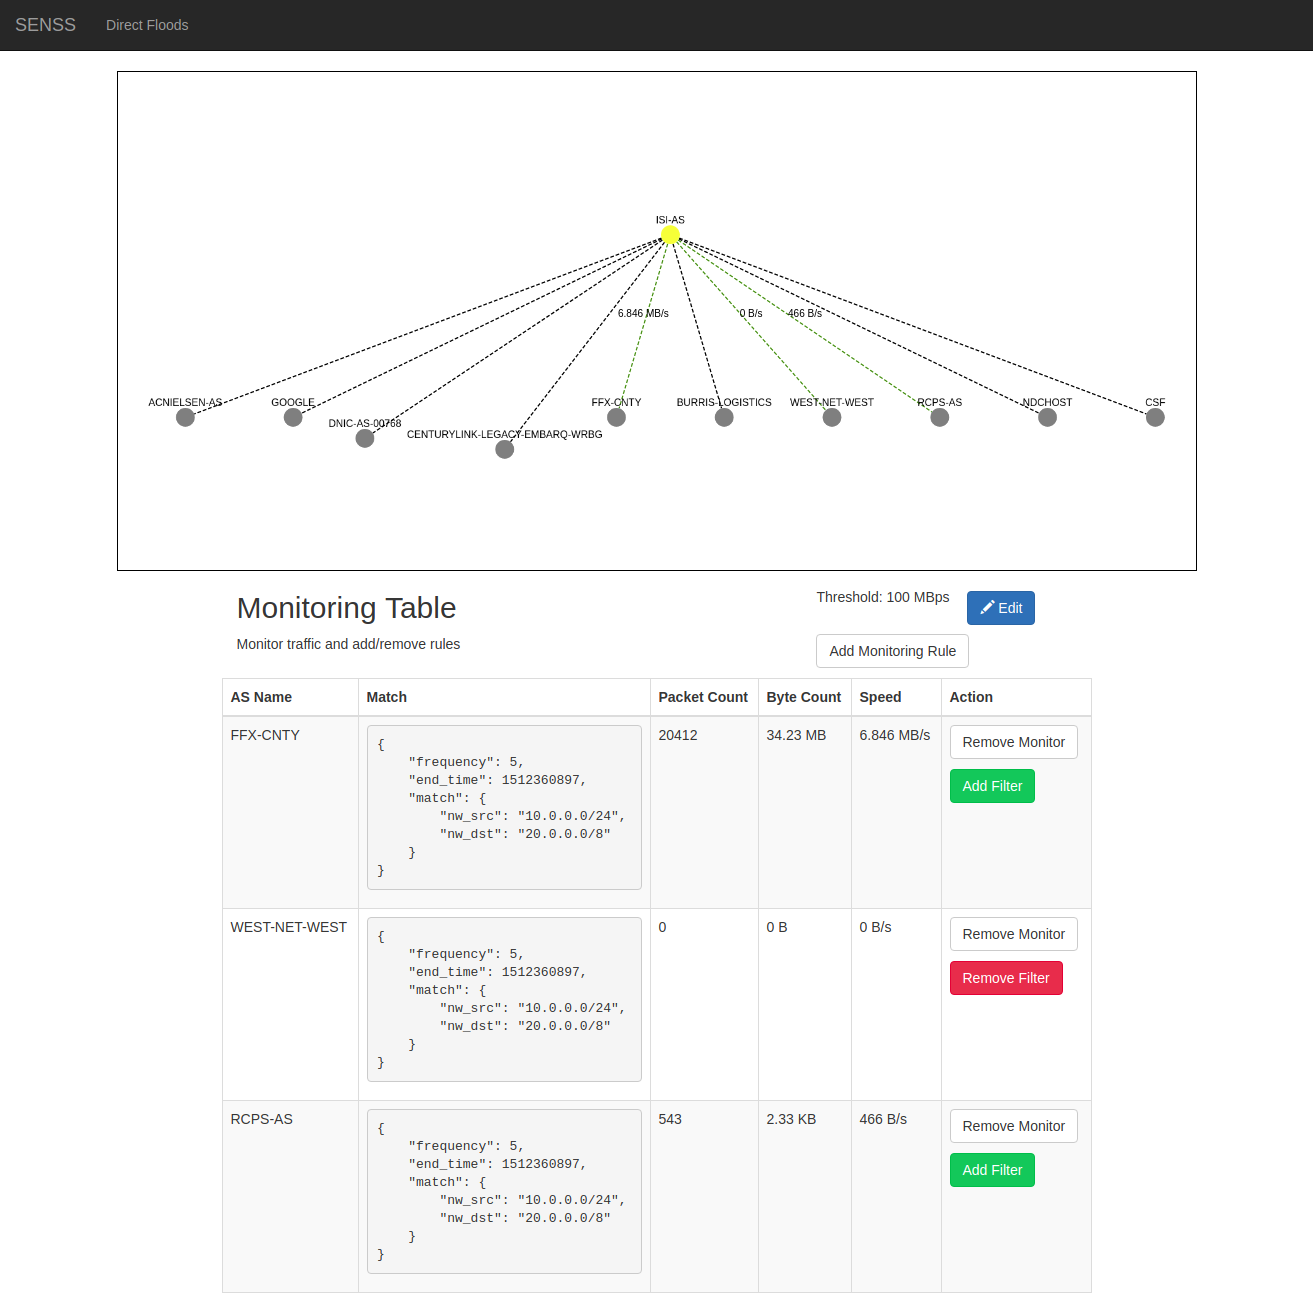 SENSS Direct Floods
ISI-AS
6.846 MB/s 0 B/s 466 B/s
ACNIELSEN-AS GOOGLE FFX-CNTY BURRIS-LOGISTICS WEST-NET-WEST RCPS-AS NDCHOST CSF
DNIC-AS-00768
CENTURYLINK-LEGACY-EMBARQ-WRBG
Monitoring Table
Monitor traffic and add/remove rules
Threshold: 100 MBps Edit
Add Monitoring Rule
AS Name Match Packet Count Byte Count Speed Action
FFX-CNTY
{
    "frequency": 5,
    "end_time": 1512360897,
    "match": {
        "nw_src": "10.0.0.0/24",
        "nw_dst": "20.0.0.0/8"
    }
}
20412 34.23 MB 6.846 MB/s
Remove Monitor
Add Filter
WEST-NET-WEST
{
    "frequency": 5,
    "end_time": 1512360897,
    "match": {
        "nw_src": "10.0.0.0/24",
        "nw_dst": "20.0.0.0/8"
    }
}
0 0 B 0 B/s
Remove Monitor
Remove Filter
RCPS-AS
{
    "frequency": 5,
    "end_time": 1512360897,
    "match": {
        "nw_src": "10.0.0.0/24",
        "nw_dst": "20.0.0.0/8"
    }
}
543 2.33 KB 466 B/s
Remove Monitor
Add Filter